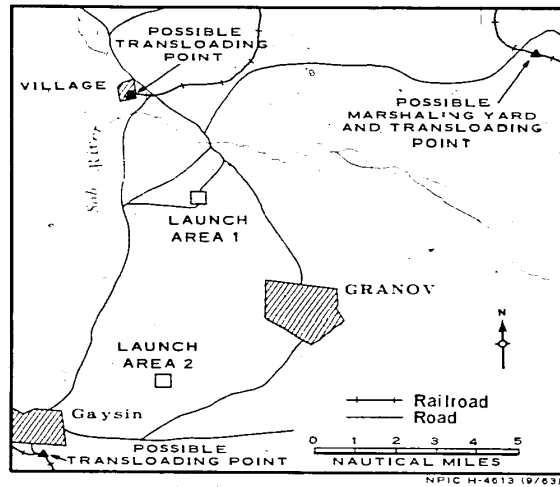 POSSIBLE
TRANSLOADING
POINT
VILLAGE
POSSIBLE
MARSHALING YARD
AND TRANSLOADING
POINT
Sob River
LAUNCH
AREA 1
GRANOV
N
LAUNCH
AREA 2
Gaysin
Railroad
Road
POSSIBLE
TRANSLOADING POINT
0 1 2 3 4 5
NAUTICAL MILES
NPIC H-4613 (9/63)